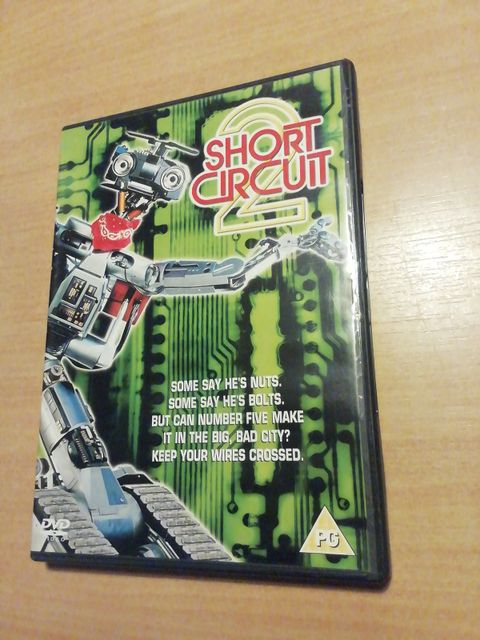 2
SHORT
CIRCUIT
SOME SAY HE'S NUTS.
SOME SAY HE'S BOLTS.
BUT CAN NUMBER FIVE MAKE
IT IN THE BIG, BAD CITY?
KEEP YOUR WIRES CROSSED.
DVD
VIDEO
PG